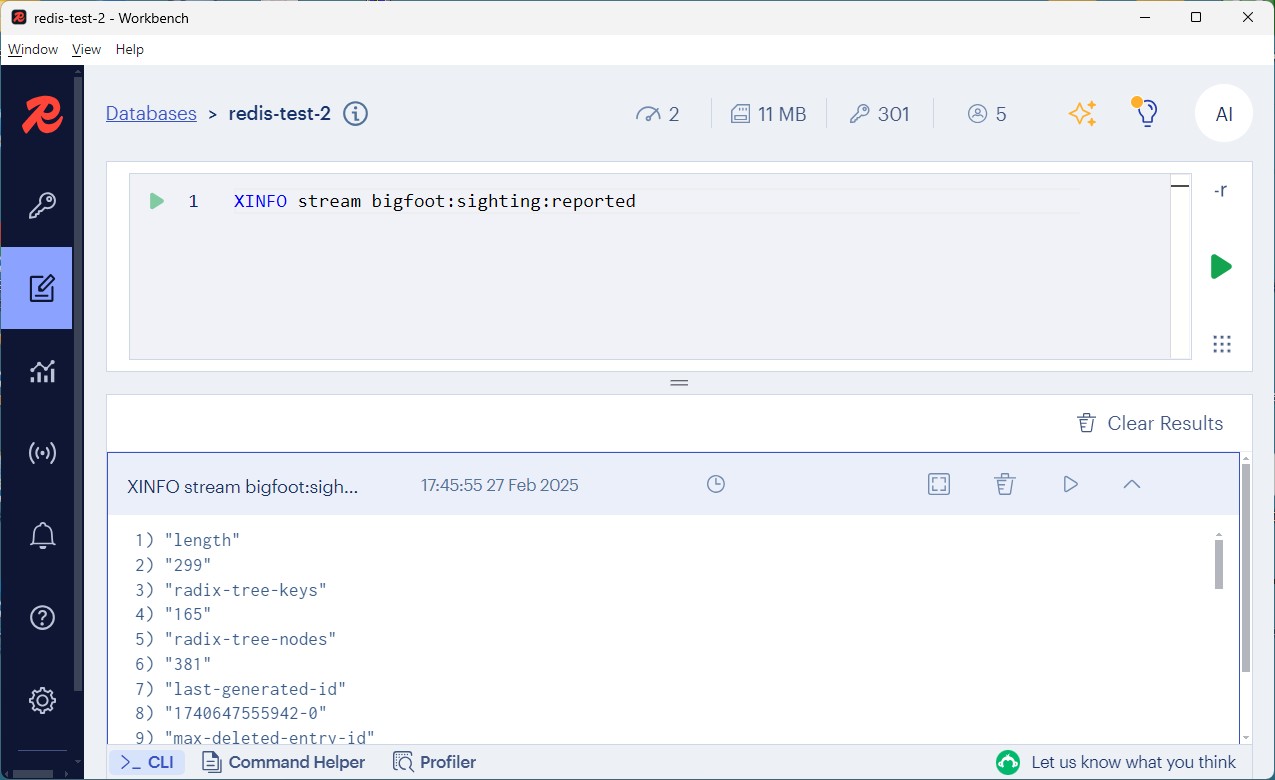 redis-test-2 - Workbench
Window View Help
Databases > redis-test-2 2 11 MB 301 5 AI
1 XINFO stream bigfoot:sighting:reported
-r
Clear Results
XINFO stream bigfoot:sigh... 17:45:55 27 Feb 2025
1) "length"
2) "299"
3) "radix-tree-keys"
4) "165"
5) "radix-tree-nodes"
6) "381"
7) "last-generated-id"
8) "1740647555942-0"
9) "max-deleted-entry-id"
>_ CLI Command Helper Profiler Let us know what you think